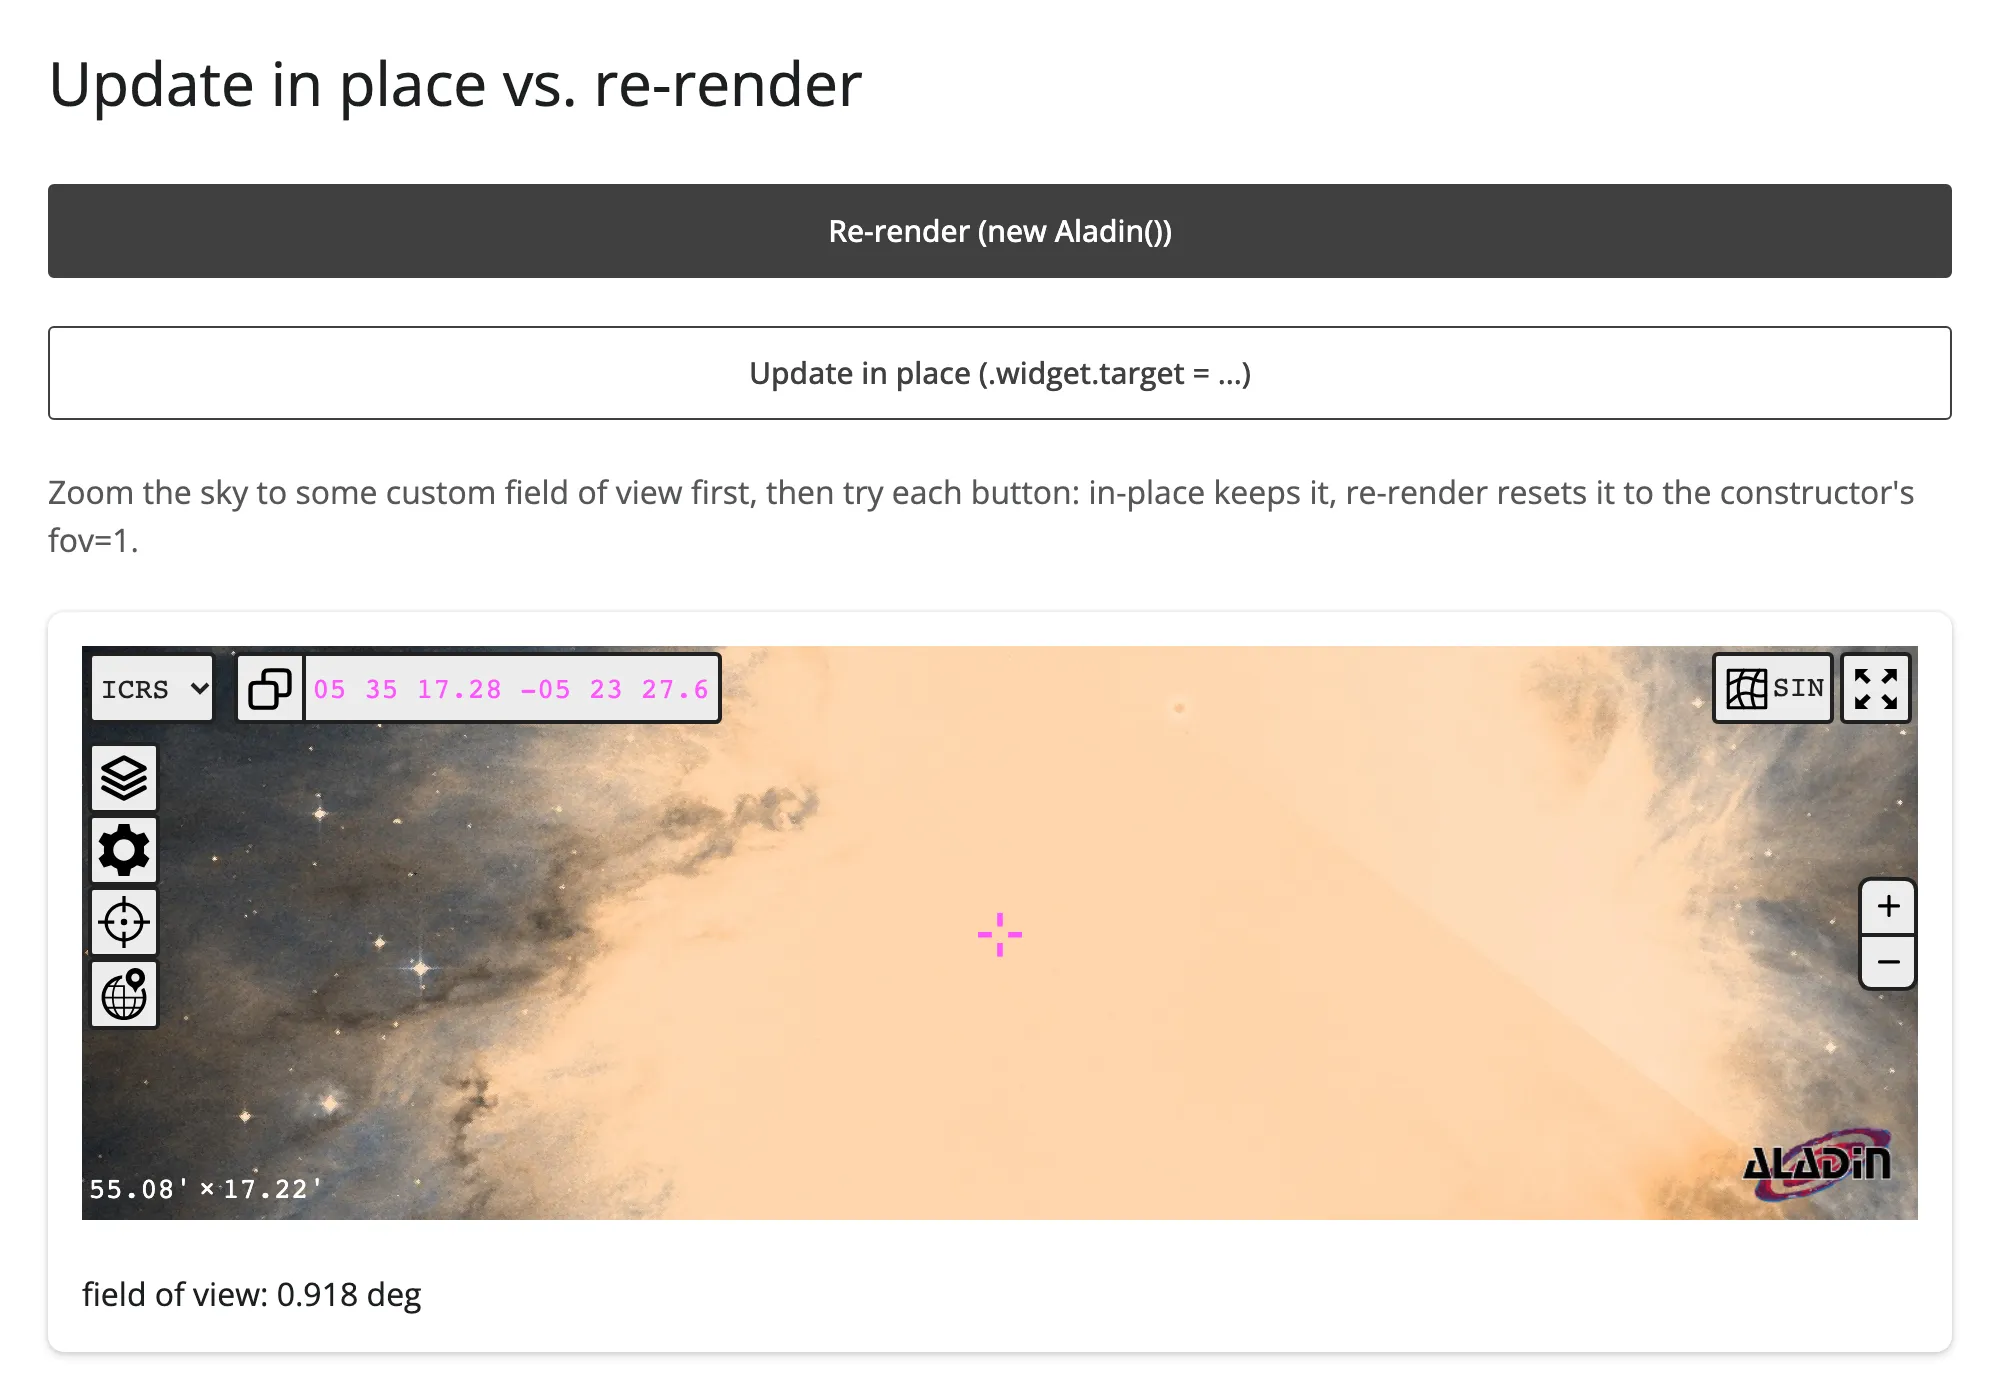 Update in place vs. re-render
Re-render (new Aladin())
Update in place (.widget.target = ...)
Zoom the sky to some custom field of view first, then try each button: in-place keeps it, re-render resets it to the constructor's
fov=1.
ICRS
05 35 17.28 -05 23 27.6
SIN
+
−
ALADiN
55.08' × 17.22'
field of view: 0.918 deg